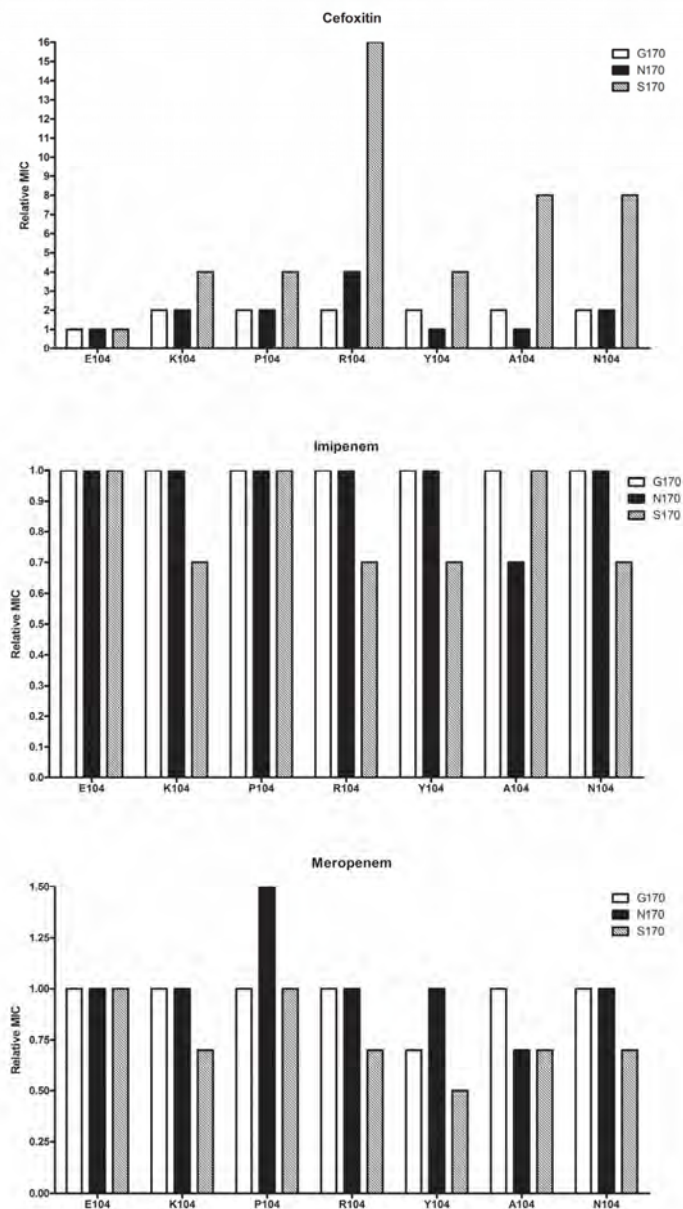 Cefoxitin
Relative MIC
16
15
14
13
12
11
10
9
8
7
6
5
4
3
2
1
0
G170
N170
S170
E104 K104 P104 R104 Y104 A104 N104
Imipenem
Relative MIC
1.0
0.9
0.8
0.7
0.6
0.5
0.4
0.3
0.2
0.1
0.0
G170
N170
S170
E104 K104 P104 R104 Y104 A104 N104
Meropenem
Relative MIC
1.50
1.25
1.00
0.75
0.50
0.25
0.00
G170
N170
S170
E104 K104 P104 R104 Y104 A104 N104